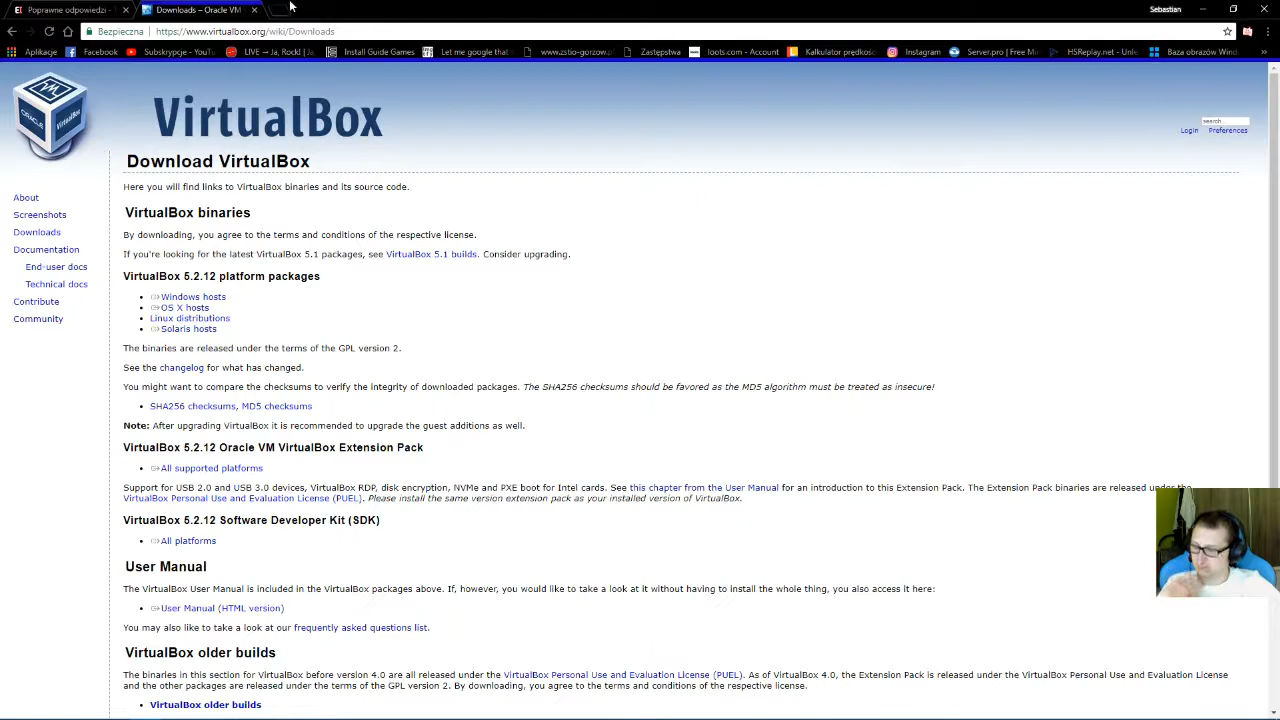 Poprawne odpowiedzi -
Downloads – Oracle VM
Sebastian
Bezpieczna
https://www.virtualbox.org/wiki/Downloads
Aplikacje
Facebook
Subskrypcje - YouTu
LIVE → Ja, Rock! | Ja
Install Guide Games
Let me google that
www.zstio-gorzow.pl
Zastępstwa
loots.com - Account
Kalkulator prędkości
Instagram
Server.pro | Free Min
HSReplay.net - Unle
Baza obrazów Wind
»
ORACLE
VM
VirtualBox
VirtualBox
search...
Login Preferences
Download VirtualBox
Here you will find links to VirtualBox binaries and its source code.
About
Screenshots
Downloads
Documentation
End-user docs
Technical docs
Contribute
Community
VirtualBox binaries
By downloading, you agree to the terms and conditions of the respective license.
If you're looking for the latest VirtualBox 5.1 packages, see VirtualBox 5.1 builds. Consider upgrading.
VirtualBox 5.2.12 platform packages
• Windows hosts
• OS X hosts
• Linux distributions
• Solaris hosts
The binaries are released under the terms of the GPL version 2.
See the changelog for what has changed.
You might want to compare the checksums to verify the integrity of downloaded packages. The SHA256 checksums should be favored as the MD5 algorithm must be treated as insecure!
• SHA256 checksums, MD5 checksums
Note: After upgrading VirtualBox it is recommended to upgrade the guest additions as well.
VirtualBox 5.2.12 Oracle VM VirtualBox Extension Pack
• All supported platforms
Support for USB 2.0 and USB 3.0 devices, VirtualBox RDP, disk encryption, NVMe and PXE boot for Intel cards. See this chapter from the User Manual for an introduction to this Extension Pack. The Extension Pack binaries are released under the
VirtualBox Personal Use and Evaluation License (PUEL). Please install the same version extension pack as your installed version of VirtualBox.
VirtualBox 5.2.12 Software Developer Kit (SDK)
• All platforms
User Manual
The VirtualBox User Manual is included in the VirtualBox packages above. If, however, you would like to take a look at it without having to install the whole thing, you also access it here:
• User Manual (HTML version)
You may also like to take a look at our frequently asked questions list.
VirtualBox older builds
The binaries in this section for VirtualBox before version 4.0 are all released under the VirtualBox Personal Use and Evaluation License (PUEL). As of VirtualBox 4.0, the Extension Pack is released under the VirtualBox Personal Use and Evaluation License
and the other packages are released under the terms of the GPL version 2. By downloading, you agree to the terms and conditions of the respective license.
• VirtualBox older builds